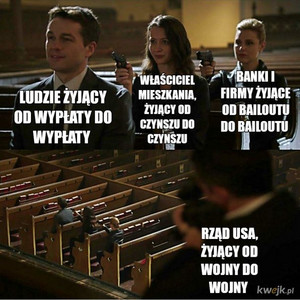 LUDZIE ŻYJĄCY
OD WYPŁATY DO
WYPŁATY
WŁAŚCICIEL
MIESZKANIA,
ŻYJĄCY OD
CZYNSZU DO
CZYNSZU
BANKI I
FIRMY ŻYJĄCE
OD BAILOUTU
DO BAILOUTU
RZĄD USA,
ŻYJĄCY OD
WOJNY DO
WOJNY
kwejk.pl